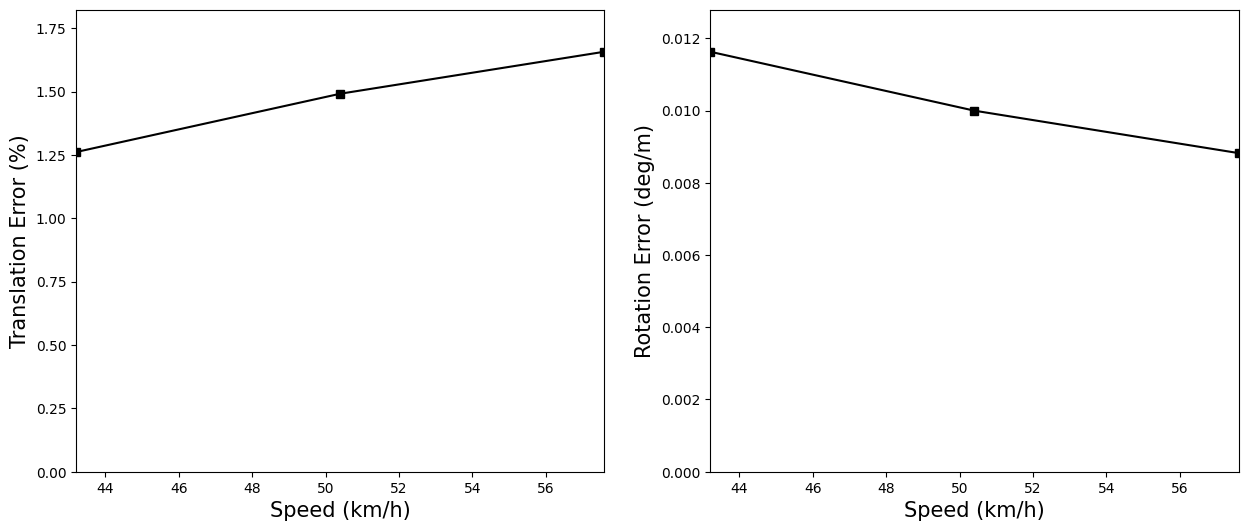 1.75
1.50
1.25
1.00
0.75
0.50
0.25
0.00
Translation Error (%)
44 46 48 50 52 54 56
Speed (km/h)
0.012
0.010
0.008
0.006
0.004
0.002
0.000
Rotation Error (deg/m)
44 46 48 50 52 54 56
Speed (km/h)